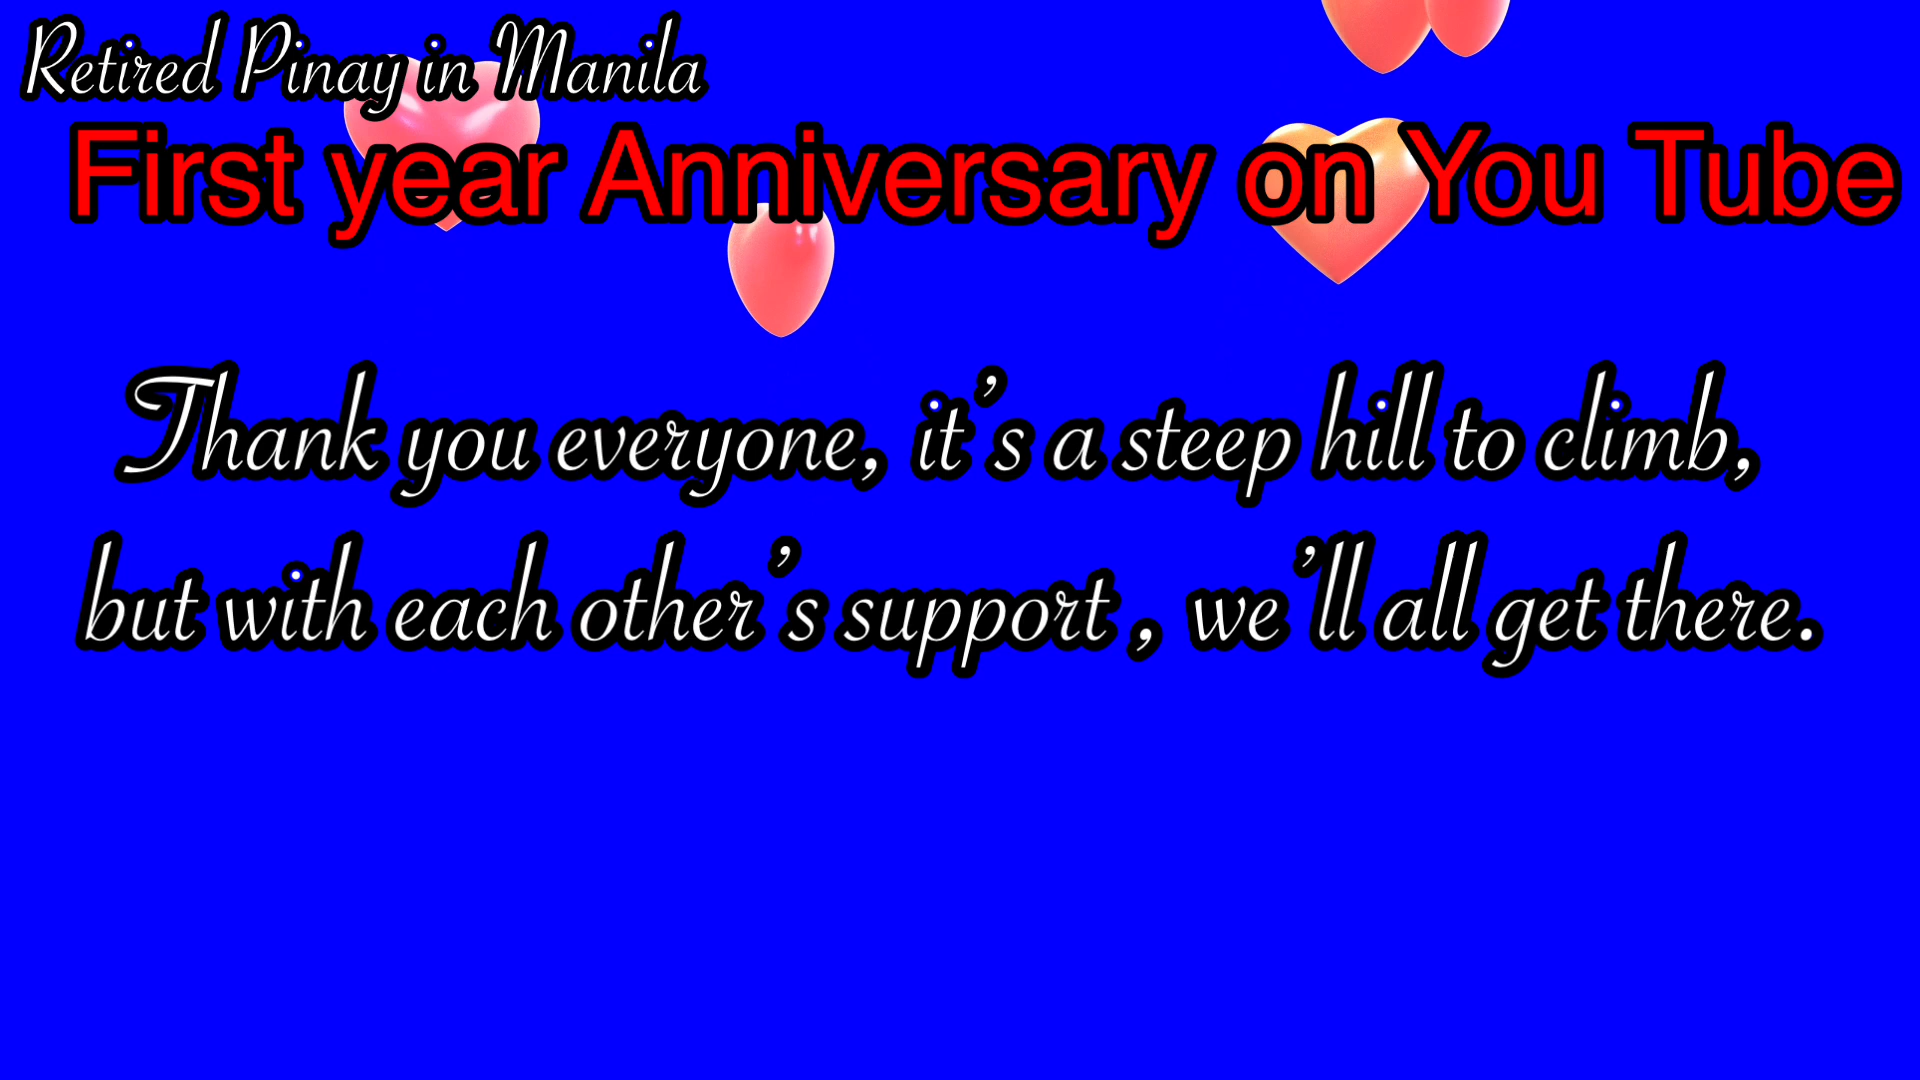 Retired Pinay in Manila
First year Anniversary on You Tube
Thank you everyone, it’s a steep hill to climb,
but with each other’s support , we’ll all get there.